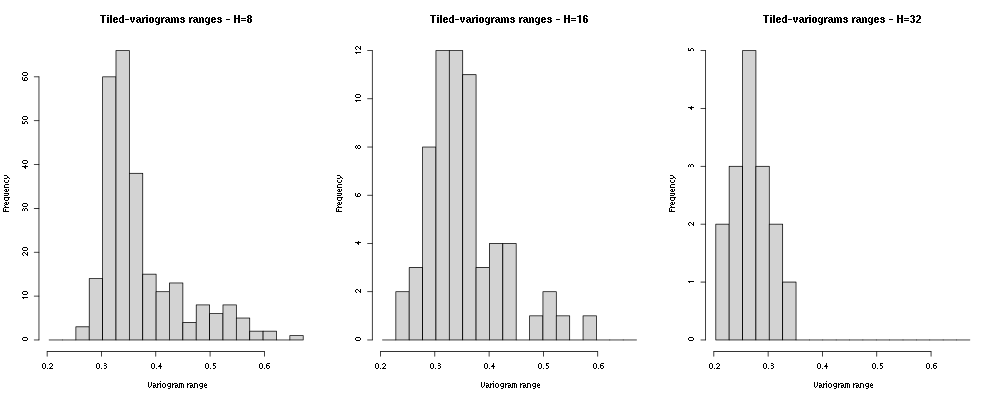 Tiled-variograms ranges - H=8
Frequency
0 10 20 30 40 50 60
0.2 0.3 0.4 0.5 0.6
Variogram range
Tiled-variograms ranges - H=16
Frequency
0 2 4 6 8 10 12
0.2 0.3 0.4 0.5 0.6
Variogram range
Tiled-variograms ranges - H=32
Frequency
0 1 2 3 4 5
0.2 0.3 0.4 0.5 0.6
Variogram range